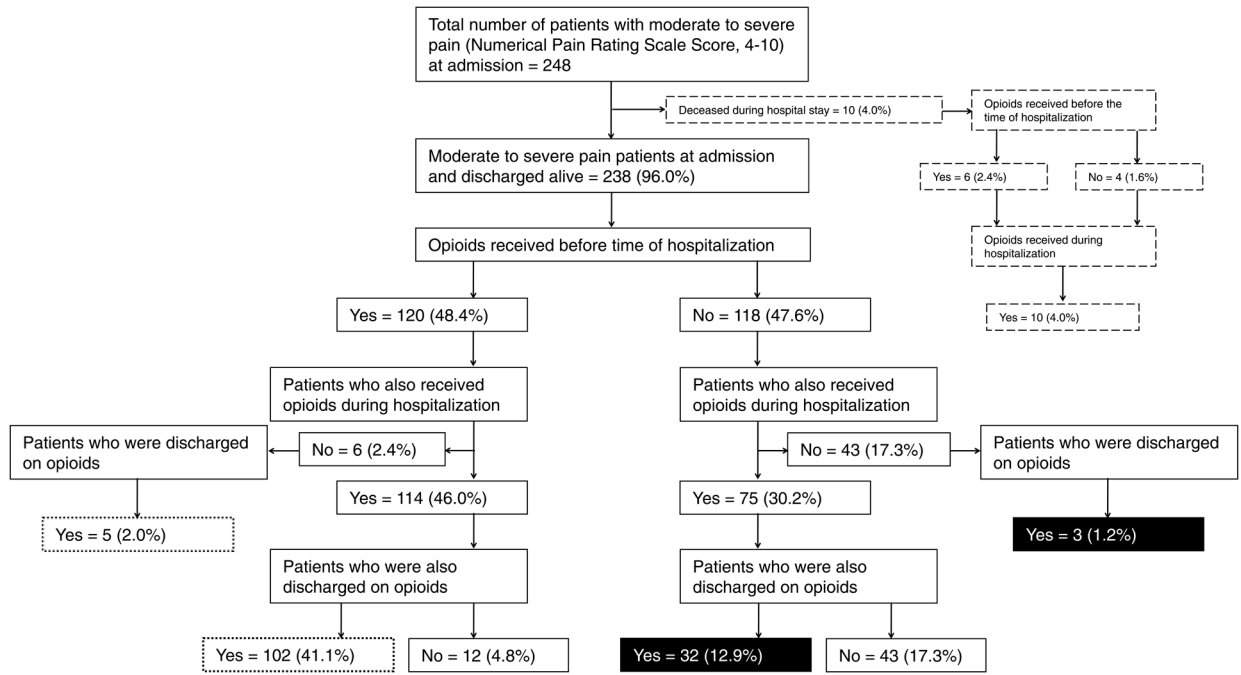 Total number of patients with moderate to severe
pain (Numerical Pain Rating Scale Score, 4-10)
at admission = 248
Deceased during hospital stay = 10 (4.0%)
Opioids received before the
time of hospitalization
Yes = 6 (2.4%)
No = 4 (1.6%)
Opioids received during
hospitalization
Yes = 10 (4.0%)
Moderate to severe pain patients at admission
and discharged alive = 238 (96.0%)
Opioids received before time of hospitalization
Yes = 120 (48.4%)
No = 118 (47.6%)
Patients who also received
opioids during hospitalization
Patients who also received
opioids during hospitalization
Patients who were discharged
on opioids
No = 6 (2.4%)
No = 43 (17.3%)
Patients who were discharged
on opioids
Yes = 114 (46.0%)
Yes = 75 (30.2%)
Yes = 5 (2.0%)
Yes = 3 (1.2%)
Patients who were also
discharged on opioids
Patients who were also
discharged on opioids
Yes = 102 (41.1%)
No = 12 (4.8%)
Yes = 32 (12.9%)
No = 43 (17.3%)